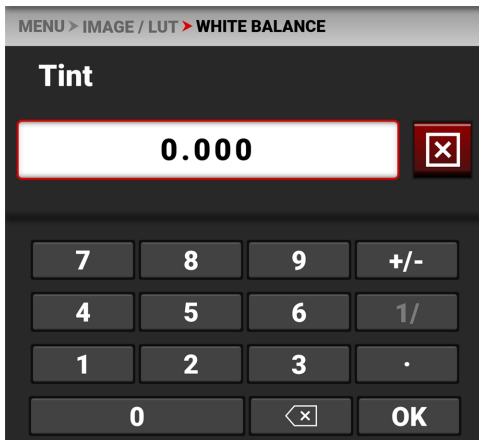 MENU > IMAGE / LUT > WHITE BALANCE
Tint
0.000
7 8 9 +/-
4 5 6 1/
1 2 3 .
0 OK